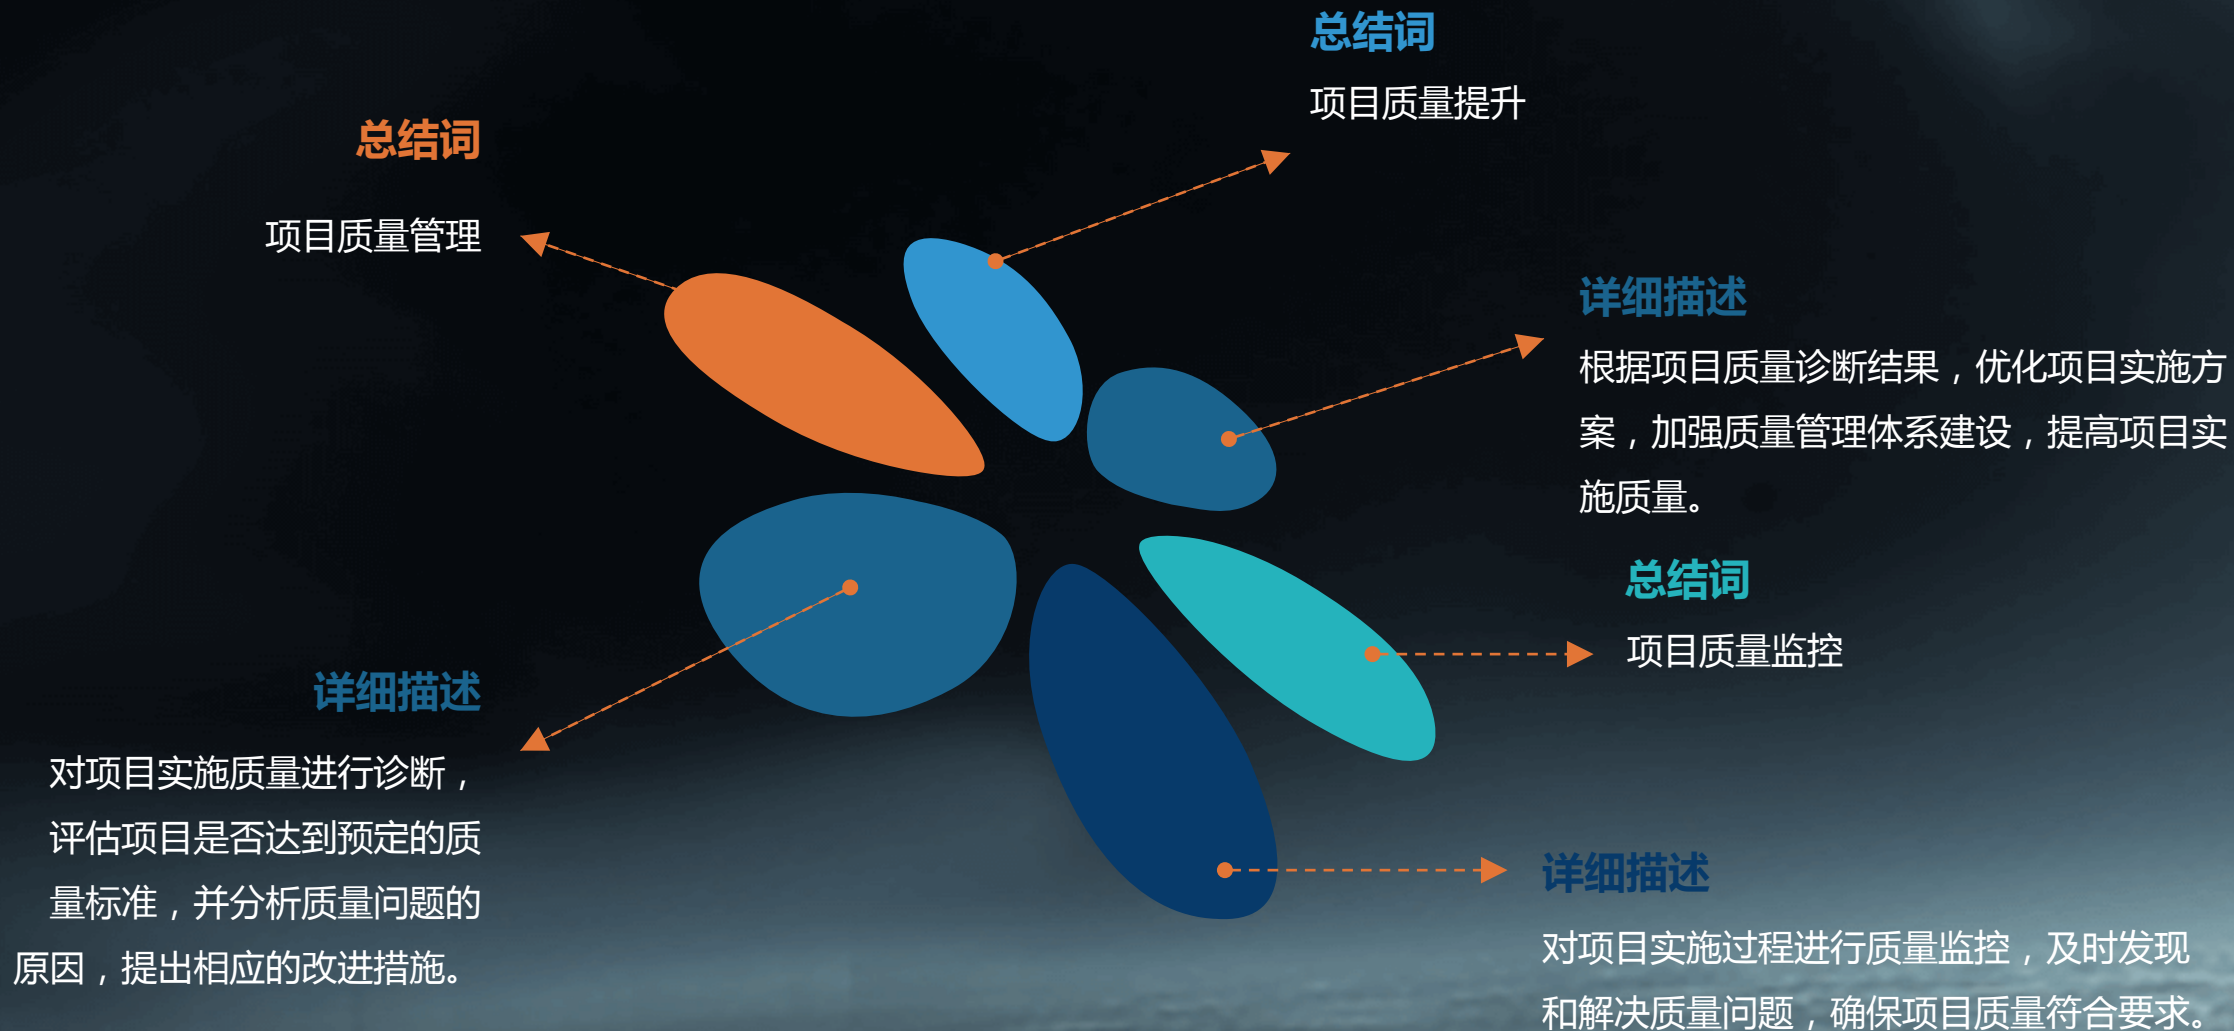 总结词
项目质量管理
详细描述
对项目实施质量进行诊断，
评估项目是否达到预定的质
量标准，并分析质量问题的
原因，提出相应的改进措施。
总结词
项目质量提升
详细描述
根据项目质量诊断结果，优化项目实施方
案，加强质量管理体系建设，提高项目实
施质量。
总结词
项目质量监控
详细描述
对项目实施过程进行质量监控，及时发现
和解决质量问题，确保项目质量符合要求。